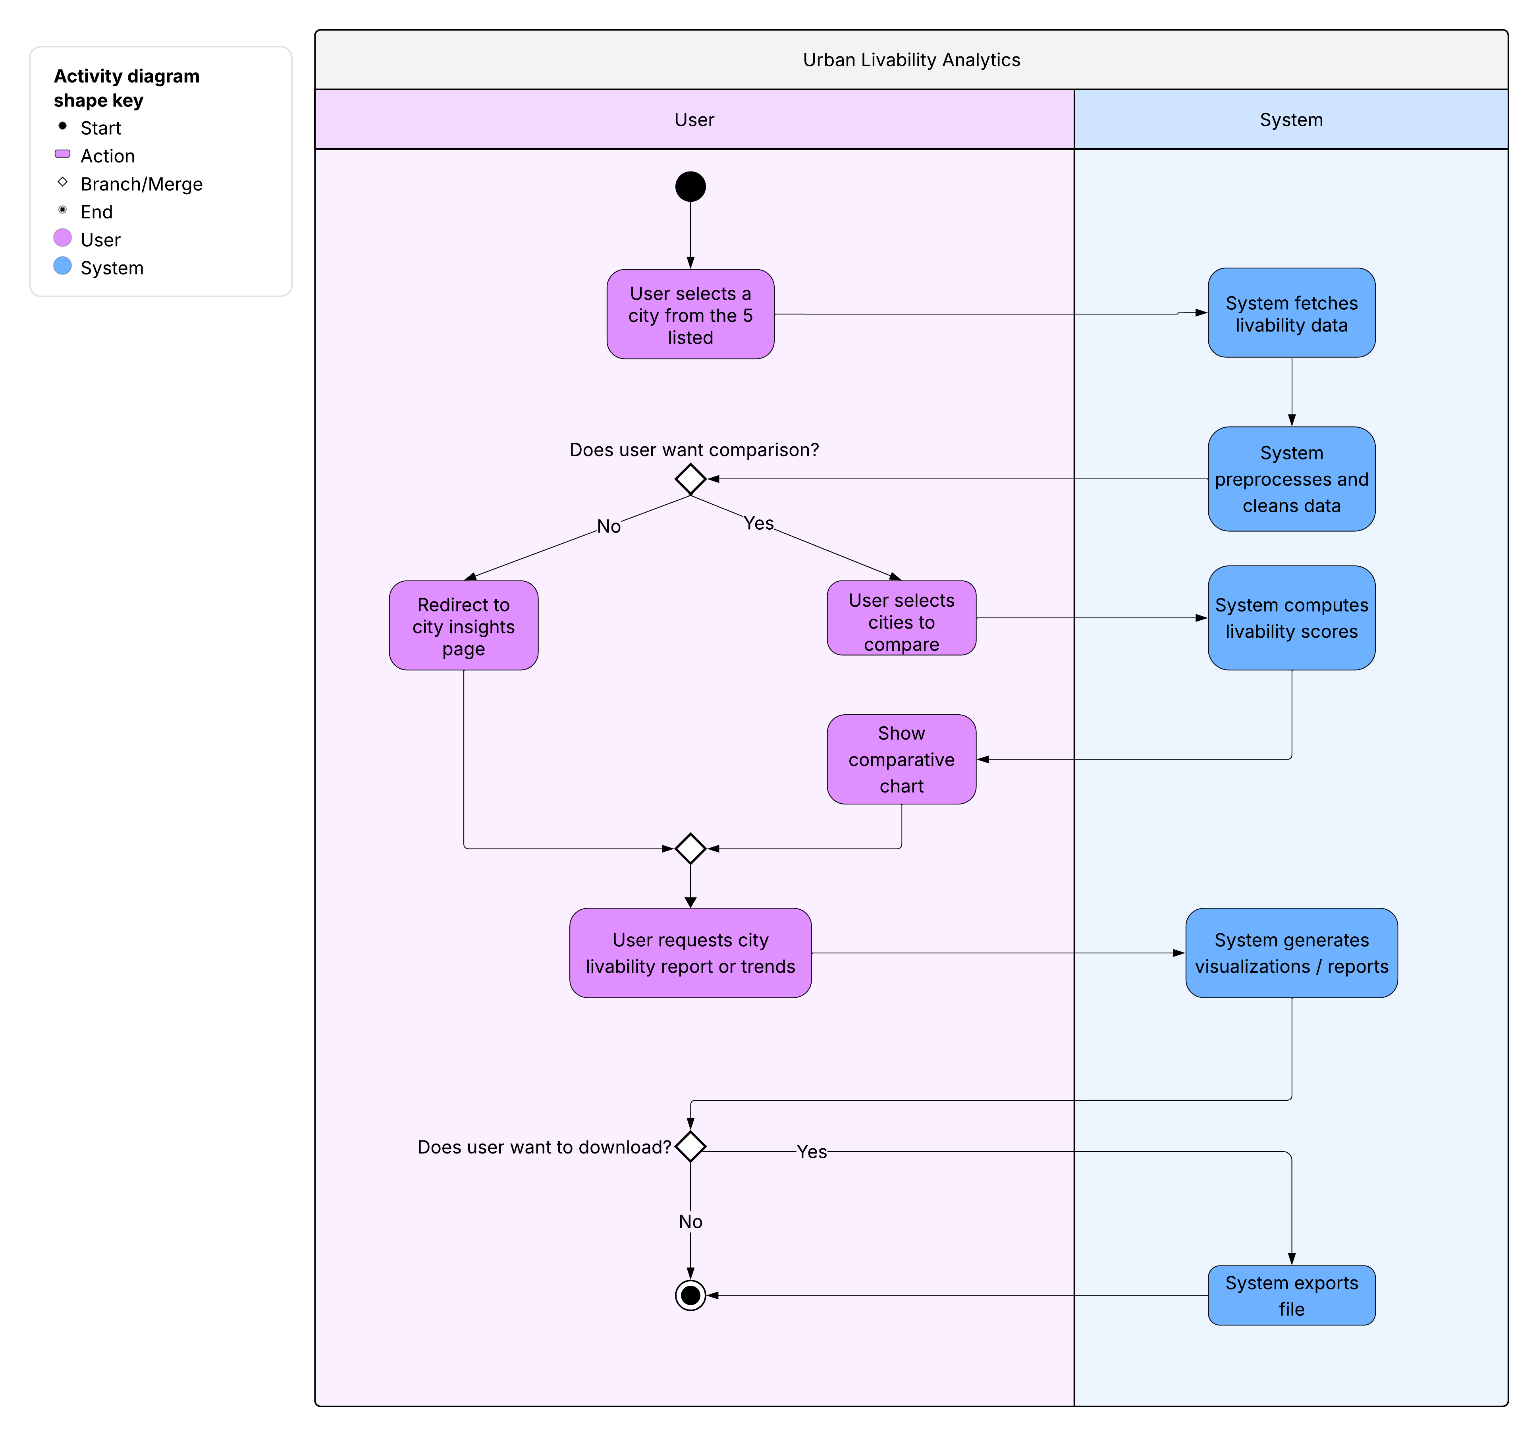 Activity diagram
shape key
Start
Action
Branch/Merge
End
User
System
Urban Livability Analytics
User
System
User selects a
city from the 5
listed
System fetches
livability data
Does user want comparison?
System
preprocesses and
cleans data
No
Yes
Redirect to
city insights
page
User selects
cities to
compare
System computes
livability scores
Show
comparative
chart
User requests city
livability report or trends
System generates
visualizations / reports
Does user want to download?
Yes
No
System exports
file